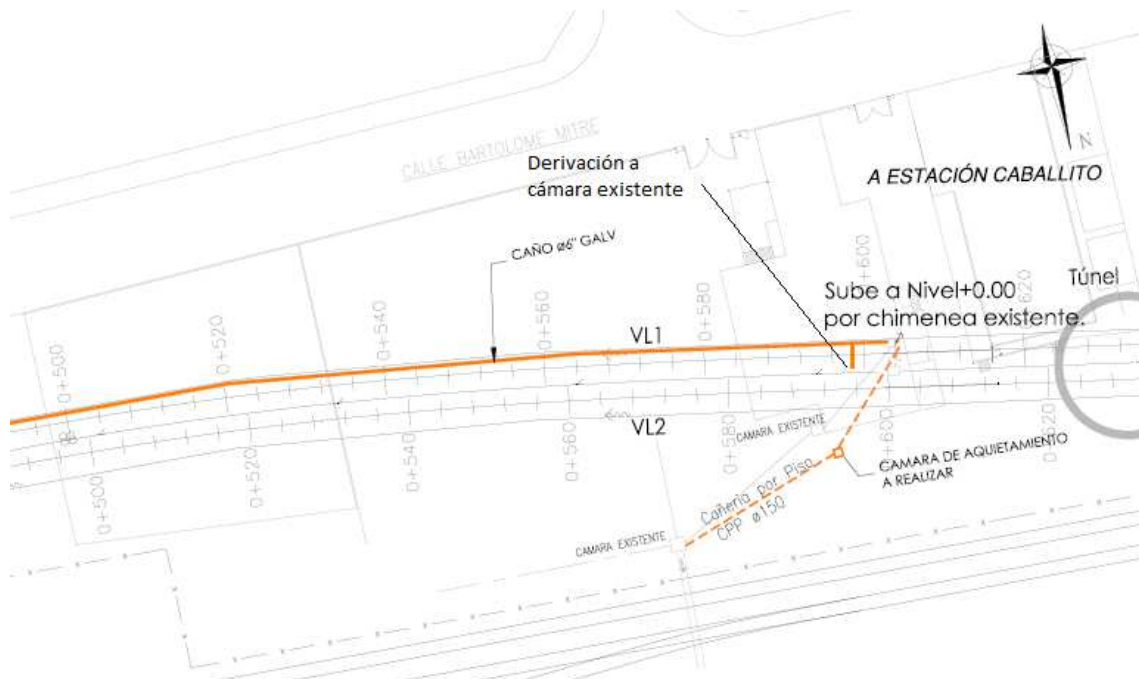 CALLE BARTOLOME MITRE
N
Derivación a
cámara existente
A ESTACIÓN CABALLITO
CAÑO ø6" GALV
Túnel
Sube a Nivel+0.00
por chimenea existente.
0+500
0+520
0+540
0+560
0+580
0+600
0+620
VL1
VL2
0+500
0+520
0+540
0+560
0+580
0+600
0+620
CAMARA EXISTENTE
CAMARA DE AQUIETAMIENTO
A REALIZAR
Cañería por Piso
CPP ø150
CAMARA EXISTENTE